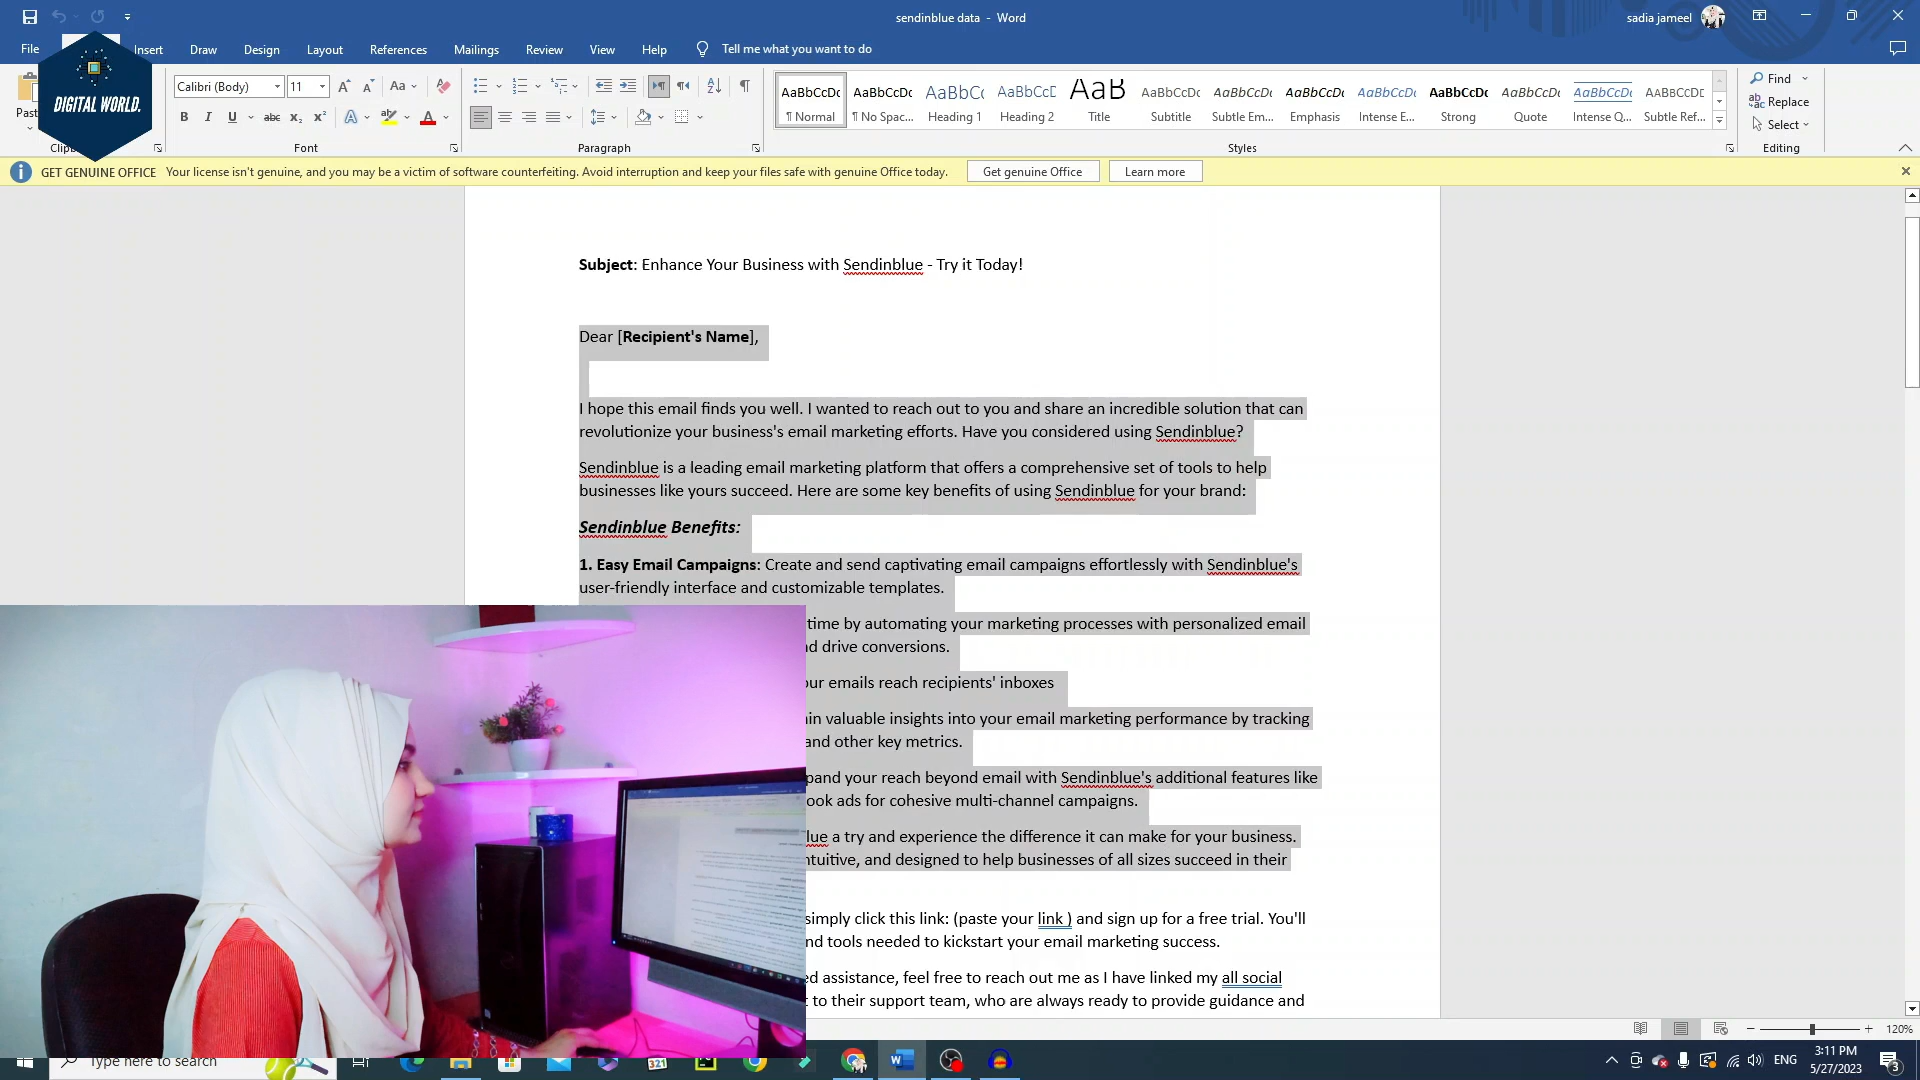 sendinblue data - Word
sadia jameel
File
Insert
Draw
Design
Layout
References
Mailings
Review
View
Help
Tell me what you want to do
DIGITAL WORLD.
Calibri (Body)
11
Font
Paragraph
AaBbCcDc
¶ Normal
AaBbCcDc
¶ No Spac...
AaBbC
Heading 1
AaBbCcD
Heading 2
AaB
Title
AaBbCcDc
Subtitle
AaBbCcDc
Subtle Em...
AaBbCcDc
Emphasis
AaBbCcDc
Intense E...
AaBbCcDc
Strong
AaBbCcDc
Quote
AaBbCcDc
Intense Q...
AABBCCDC
Subtle Ref...
Styles
Find
Replace
Select
Editing
GET GENUINE OFFICE Your license isn't genuine, and you may be a victim of software counterfeiting. Avoid interruption and keep your files safe with genuine Office today.
Get genuine Office
Learn more
Subject: Enhance Your Business with Sendinblue - Try it Today!
Dear [Recipient's Name],
I hope this email finds you well. I wanted to reach out to you and share an incredible solution that can
revolutionize your business's email marketing efforts. Have you considered using Sendinblue?
Sendinblue is a leading email marketing platform that offers a comprehensive set of tools to help
businesses like yours succeed. Here are some key benefits of using Sendinblue for your brand:
Sendinblue Benefits:
1. Easy Email Campaigns: Create and send captivating email campaigns effortlessly with Sendinblue's
user-friendly interface and customizable templates.
time by automating your marketing processes with personalized email
drive conversions.
emails reach recipients' inboxes
valuable insights into your email marketing performance by tracking
and other key metrics.
your reach beyond email with Sendinblue's additional features like
ads for cohesive multi-channel campaigns.
a try and experience the difference it can make for your business.
and designed to help businesses of all sizes succeed in their
simply click this link: (paste your link ) and sign up for a free trial. You'll
tools needed to kickstart your email marketing success.
assistance, feel free to reach out me as I have linked my all social
to their support team, who are always ready to provide guidance and
120%
Type here to search
ENG
3:11 PM
5/27/2023
3